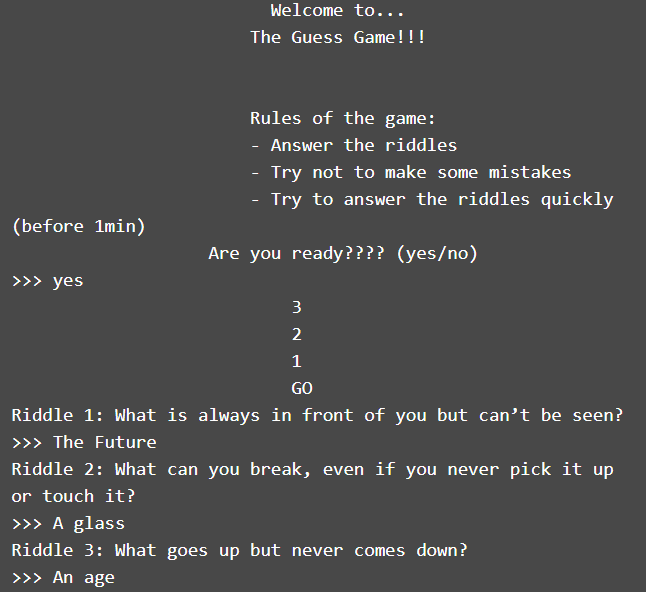 Welcome to...
The Guess Game!!!
Rules of the game:
- Answer the riddles
- Try not to make some mistakes
- Try to answer the riddles quickly
(before 1min)
Are you ready???? (yes/no)
>>> yes
3
2
1
GO
Riddle 1: What is always in front of you but can’t be seen?
>>> The Future
Riddle 2: What can you break, even if you never pick it up
or touch it?
>>> A glass
Riddle 3: What goes up but never comes down?
>>> An age